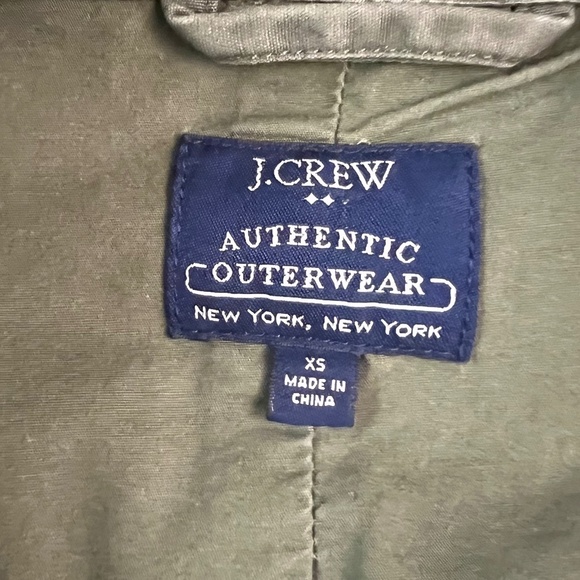 J.CREW
AUTHENTIC
OUTERWEAR
NEW YORK, NEW YORK
XS
MADE IN
CHINA